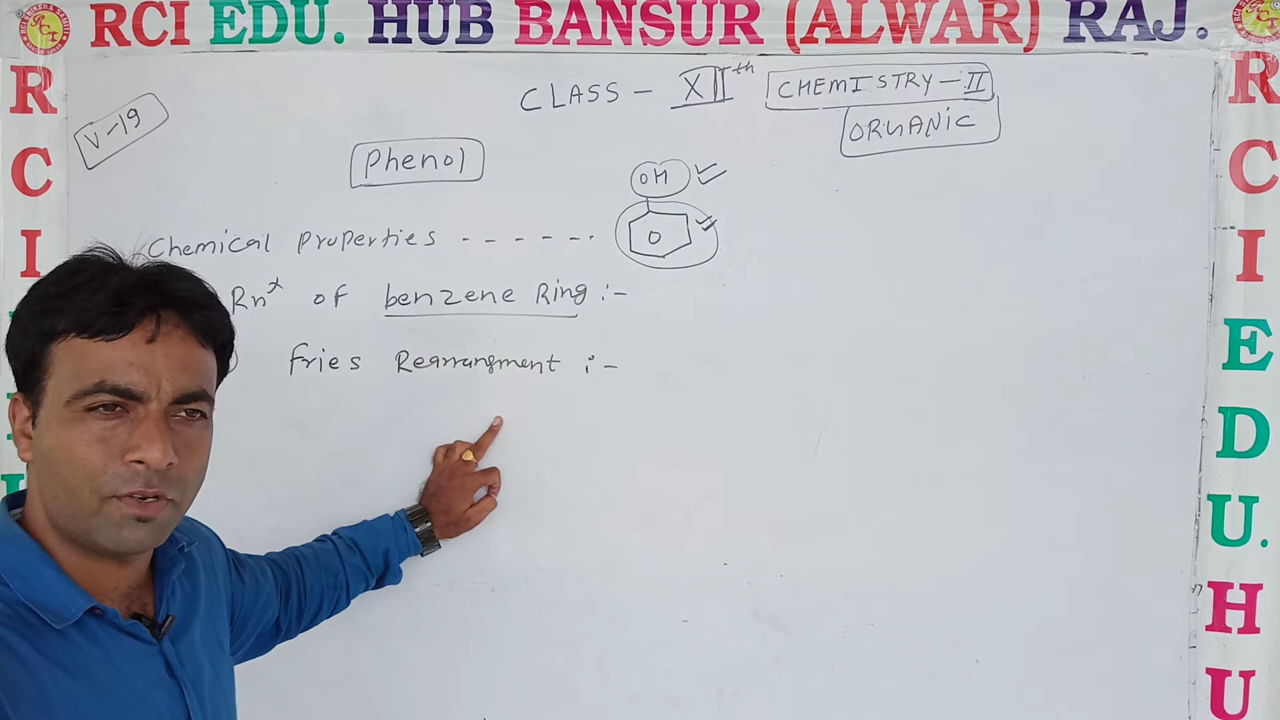 RCI EDU. HUB BANSUR (ALWAR) RAJ.
CLASS - XIIth CHEMISTRY-II
ORGANIC
V-19
Phenol
OH
Chemical Properties ------
Rnx of benzene Ring :-
Fries Rearrangment :-
R
C
I
R
C
I
E
D
U.
H
U